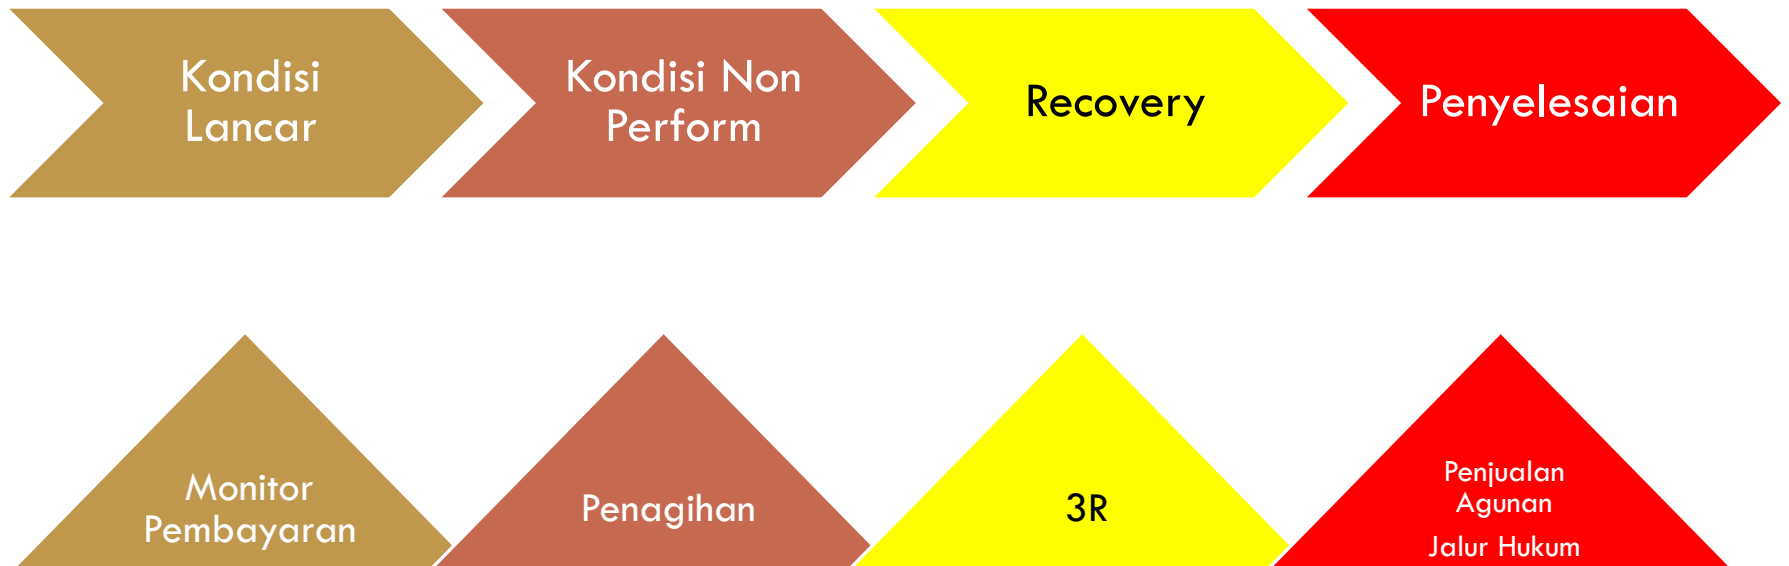 Kondisi
Lancar
Kondisi Non
Perform
Recovery
Penyelesaian
Monitor
Pembayaran
Penagihan
3R
Penjualan
Agunan
Jalur Hukum